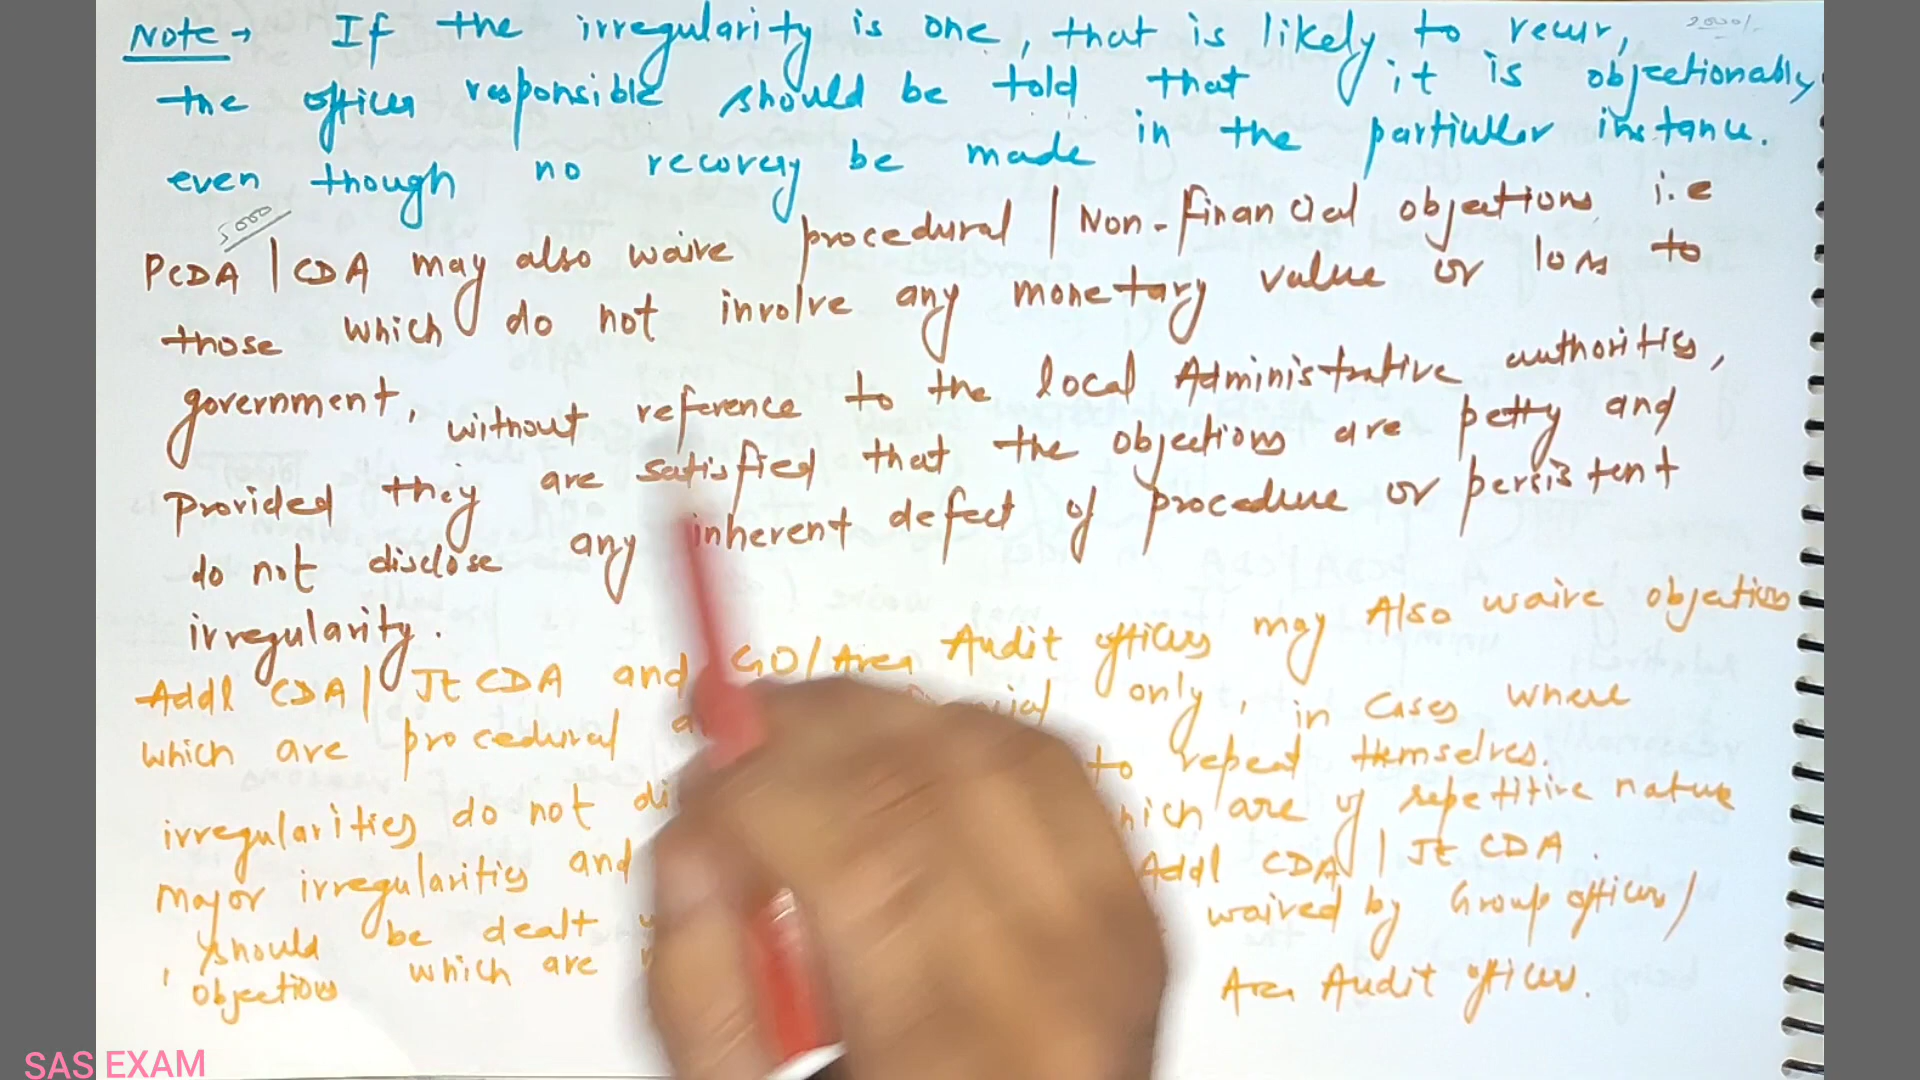 Note → If the irregularity is one, that is likely to recur,
the officer responsible should be told that it is objectionably
even though no recovery be made in the particular instance.
5000
PCDA | CDA may also waive procedural | Non-financial objections i.e
those which do not involve any monetary value or loss to
government, without reference to the local Administrative authorities,
Provided they are satisfied that the objections are petty and
do not disclose any inherent defect of procedure or persistent
irregularity.
Addl CDA | Jt CDA and GO/Area Audit officers may Also waive objections
which are procedural only, in Cases where
irregularities do not to repeat themselves.
Major irregularities and which are of repetitive nature
should be dealt Addl CDA | Jt CDA.
objections which are waived by Group officers/
Area Audit officers.
SAS EXAM